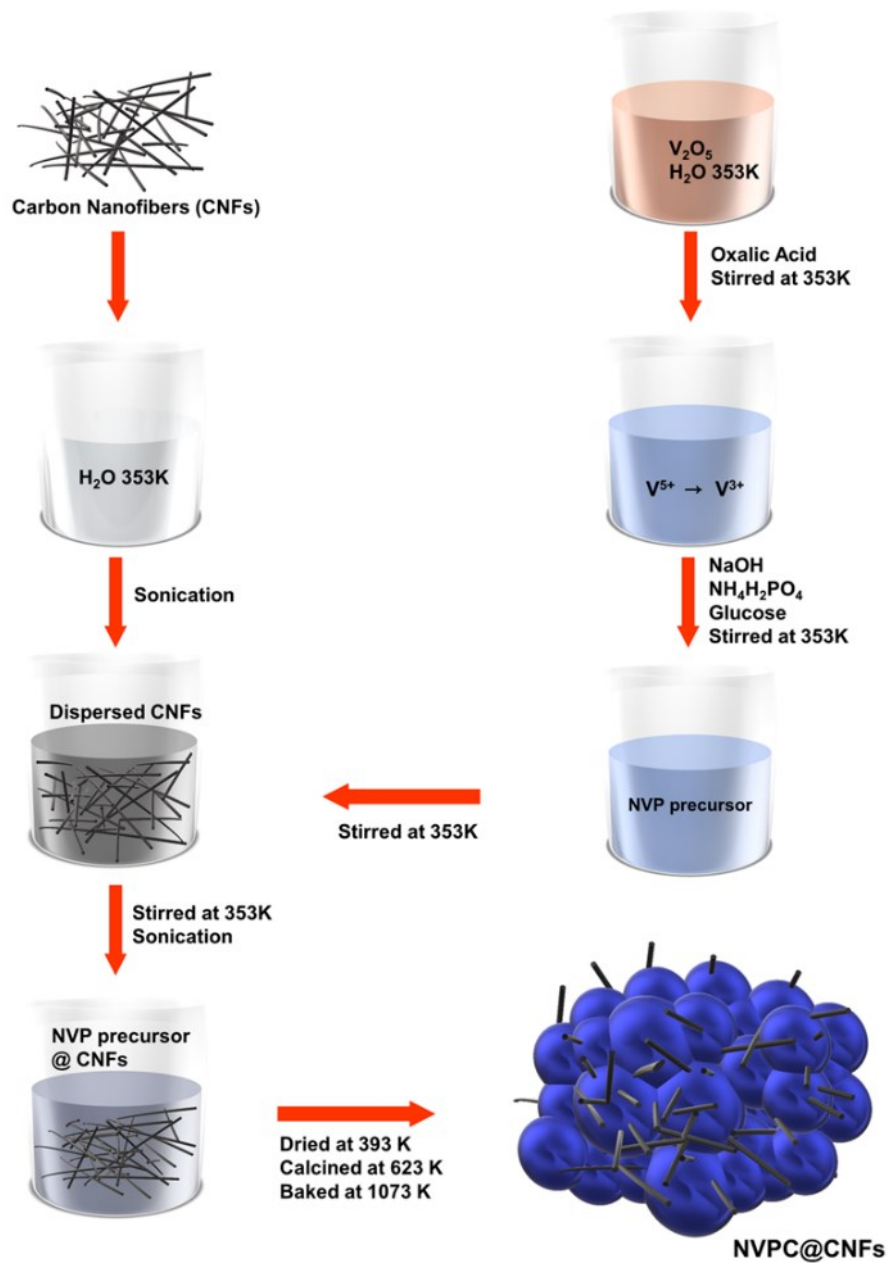 Carbon Nanofibers (CNFs)
H₂O 353K
Sonication
Dispersed CNFs
Stirred at 353K
Sonication
NVP precursor
@ CNFs
V₂O₅
H₂O 353K
Oxalic Acid
Stirred at 353K
V⁵⁺ → V³⁺
NaOH
NH₄H₂PO₄
Glucose
Stirred at 353K
NVP precursor
Stirred at 353K
Dried at 393 K
Calcined at 623 K
Baked at 1073 K
NVPC@CNFs